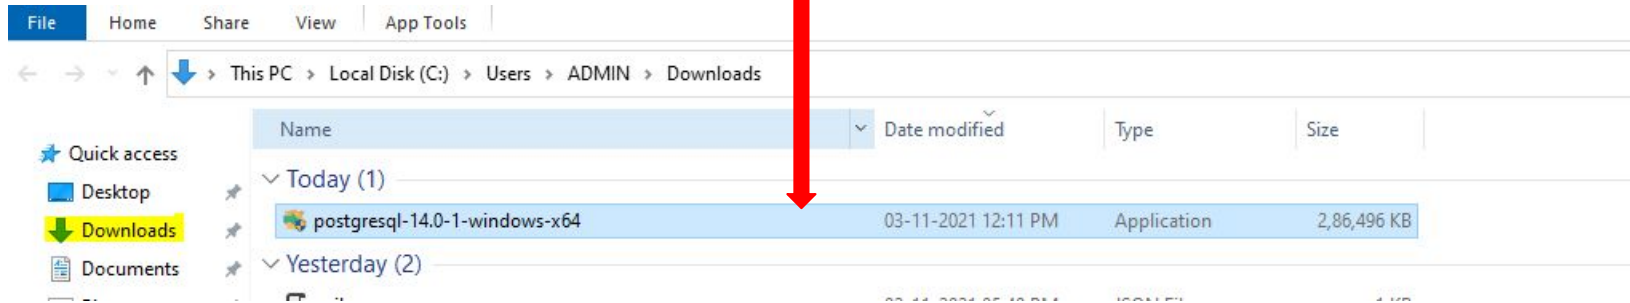 File Home Share View App Tools
This PC > Local Disk (C:) > Users > ADMIN > Downloads
Name Date modified Type Size
Quick access
Today (1)
Desktop
postgresql-14.0-1-windows-x64 03-11-2021 12:11 PM Application 2,86,496 KB
Downloads
Yesterday (2)
Documents